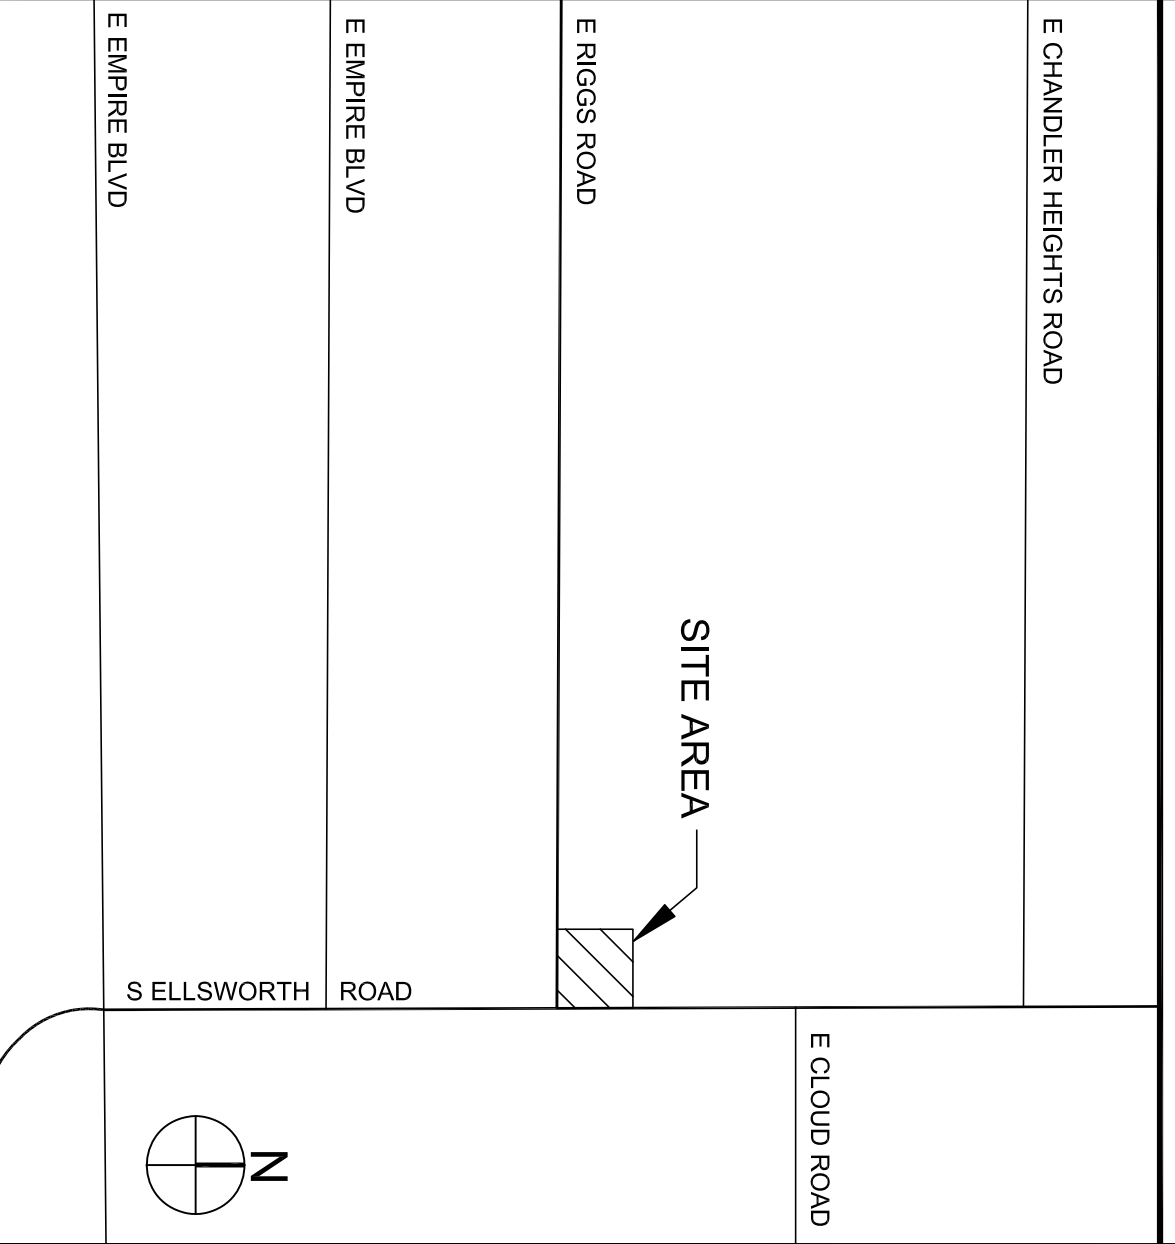 E EMPIRE BLVD
E EMPIRE BLVD
E RIGGS ROAD
E CHANDLER HEIGHTS ROAD
SITE AREA
S ELLSWORTH ROAD
E CLOUD ROAD
N